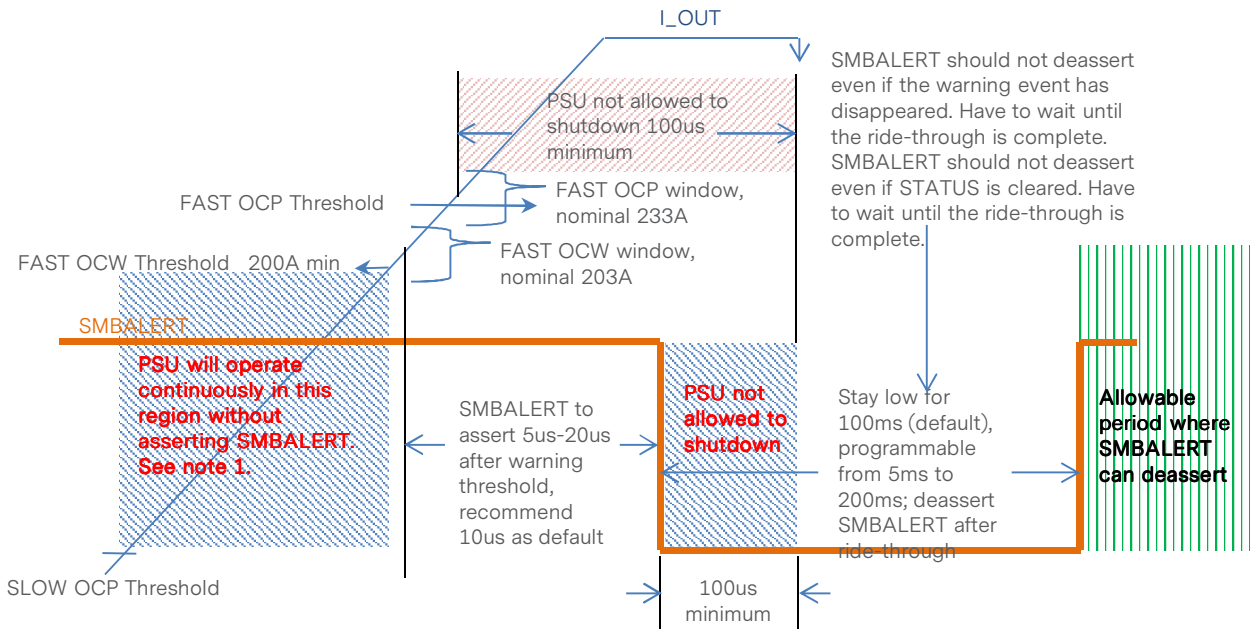 I_OUT
PSU not allowed to
shutdown 100us
minimum
SMBALERT should not deassert
even if the warning event has
disappeared. Have to wait until
the ride-through is complete.
SMBALERT should not deassert
even if STATUS is cleared. Have
to wait until the ride-through is
complete.
FAST OCP Threshold
FAST OCP window,
nominal 233A
FAST OCW Threshold 200A min
FAST OCW window,
nominal 203A
SMBALERT
PSU will operate
continuously in this
region without
asserting SMBALERT.
See note 1.
SMBALERT to
assert 5us-20us
after warning
threshold,
recommend
10us as default
PSU not
allowed to
shutdown
Stay low for
100ms (default),
programmable
from 5ms to
200ms; deassert
SMBALERT after
ride-through
Allowable
period where
SMBALERT
can deassert
SLOW OCP Threshold
100us
minimum